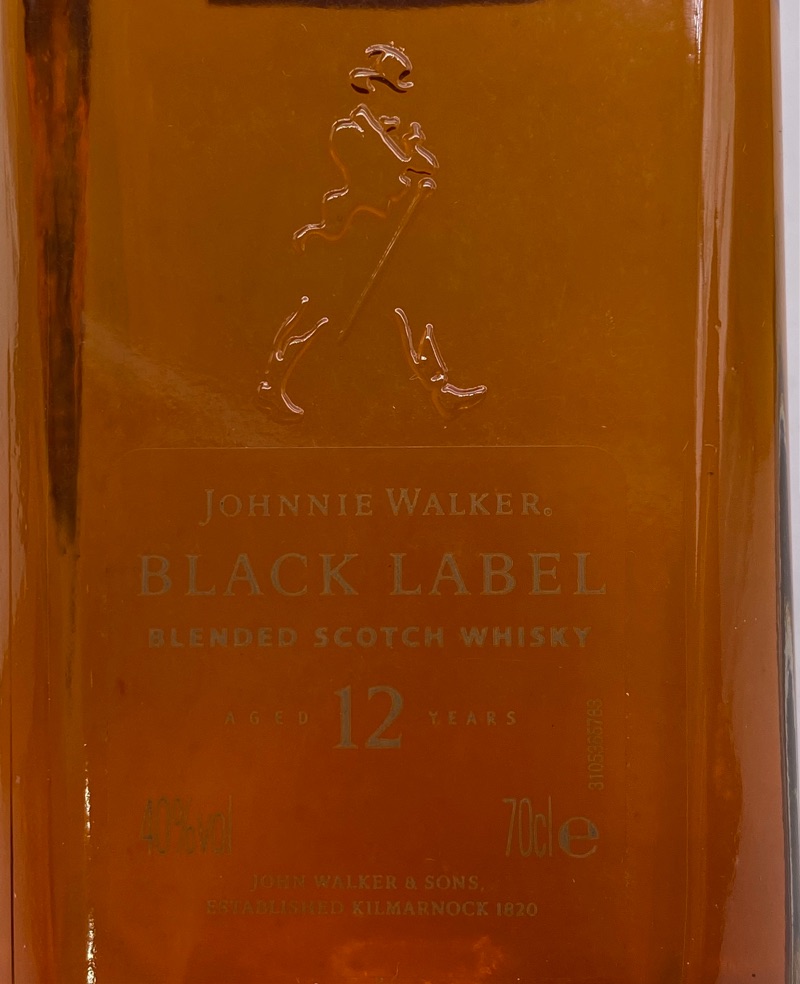 JOHNNIE WALKER®
BLACK LABEL
BLENDED SCOTCH WHISKY
AGED 12 YEARS
40%vol 70cl ℮
JOHN WALKER & SONS,
ESTABLISHED KILMARNOCK 1820